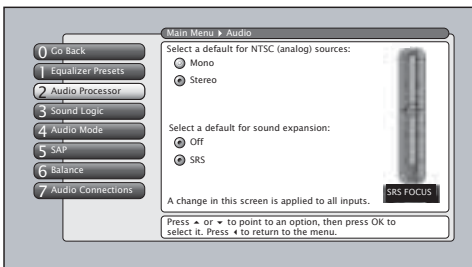 Main Menu ▸ Audio
0 Go Back
1 Equalizer Presets
2 Audio Processor
3 Sound Logic
4 Audio Mode
5 SAP
6 Balance
7 Audio Connections
Select a default for NTSC (analog) sources:
Mono
Stereo
Select a default for sound expansion:
Off
SRS
A change in this screen is applied to all inputs.
SRS FOCUS
Press ▴ or ▾ to point to an option, then press OK to
select it. Press ◂ to return to the menu.